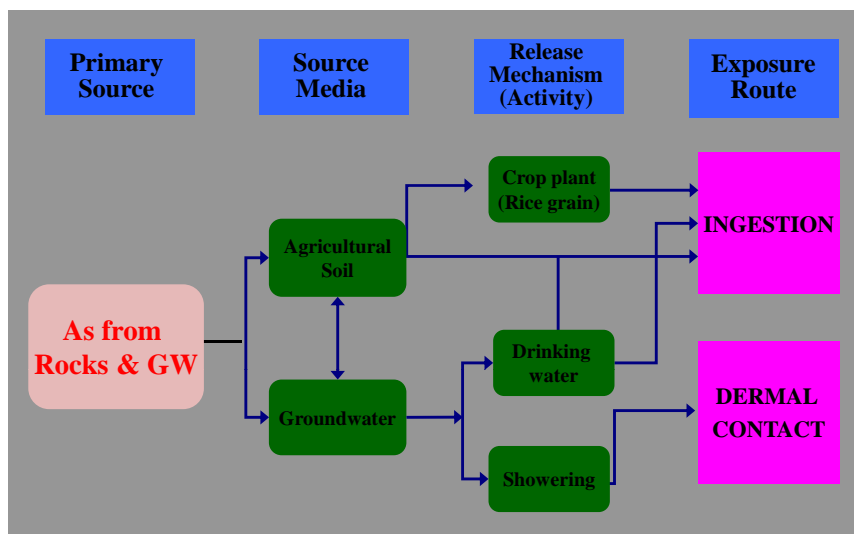 Primary
Source
Source
Media
Release
Mechanism
(Activity)
Exposure
Route
Crop plant
(Rice grain)
INGESTION
Agricultural
Soil
As from
Rocks & GW
Drinking
water
DERMAL
CONTACT
Groundwater
Showering